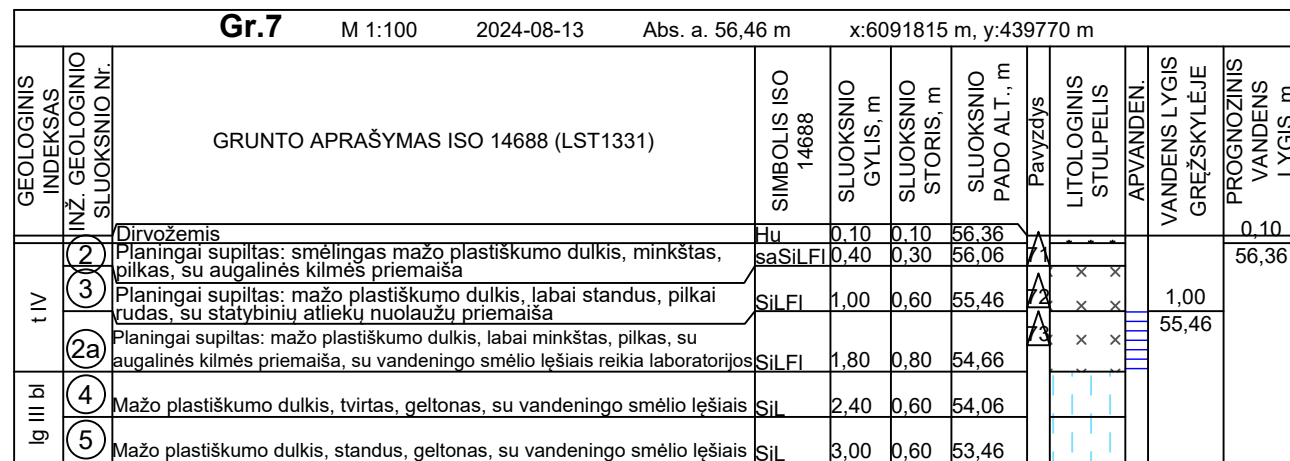 Gr.7 M 1:100 2024-08-13 Abs. a. 56,46 m x:6091815 m, y:439770 m
GEOLOGINIS
INDEKSAS
INŽ. GEOLOGINIO
SLUOKSNIO Nr.
GRUNTO APRAŠYMAS ISO 14688 (LST1331)
SIMBOLIS ISO
14688
SLUOKSNIO
GYLIS, m
SLUOKSNIO
STORIS, m
SLUOKSNIO
PADO ALT., m
Pavyzdys
LITOLOGINIS
STULPELIS
APVANDEN.
VANDENS LYGIS
GRĘŽSKYLĖJE
PROGNOZINIS
VANDENS
LYGIS, m
Dirvožemis Hu 0,10 0,10 56,36 0,10
t IV
2 Planingai supiltas: smėlingas mažo plastiškumo dulkis, minkštas,
pilkas, su augalinės kilmės priemaiša saSiLFl 0,40 0,30 56,06 71 56,36
3 Planingai supiltas: mažo plastiškumo dulkis, labai standus, pilkai
rudas, su statybinių atliekų nuolaužų priemaiša SiLFl 1,00 0,60 55,46 72 1,00
55,46
2a Planingai supiltas: mažo plastiškumo dulkis, labai minkštas, pilkas, su
augalinės kilmės priemaiša, su vandeningo smėlio lęšiais reikia laboratorijos SiLFl 1,80 0,80 54,66 73
lg III bl
4 Mažo plastiškumo dulkis, tvirtas, geltonas, su vandeningo smėlio lęšiais SiL 2,40 0,60 54,06
5 Mažo plastiškumo dulkis, standus, geltonas, su vandeningo smėlio lęšiais SiL 3,00 0,60 53,46